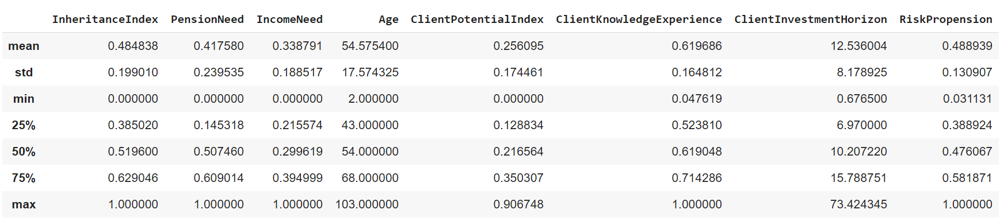 InheritanceIndex PensionNeed IncomeNeed Age ClientPotentialIndex ClientKnowledgeExperience ClientInvestmentHorizon RiskPropension
mean 0.484838 0.417580 0.338791 54.575400 0.256095 0.619686 12.536004 0.488939
std 0.199010 0.239535 0.188517 17.574325 0.174461 0.164812 8.178925 0.130907
min 0.000000 0.000000 0.000000 2.000000 0.000000 0.047619 0.676500 0.031131
25% 0.385020 0.145318 0.215574 43.000000 0.128834 0.523810 6.970000 0.388924
50% 0.519600 0.507460 0.299619 54.000000 0.216564 0.619048 10.207220 0.476067
75% 0.629046 0.609014 0.394999 68.000000 0.350307 0.714286 15.788751 0.581871
max 1.000000 1.000000 1.000000 103.000000 0.906748 1.000000 73.424345 1.000000